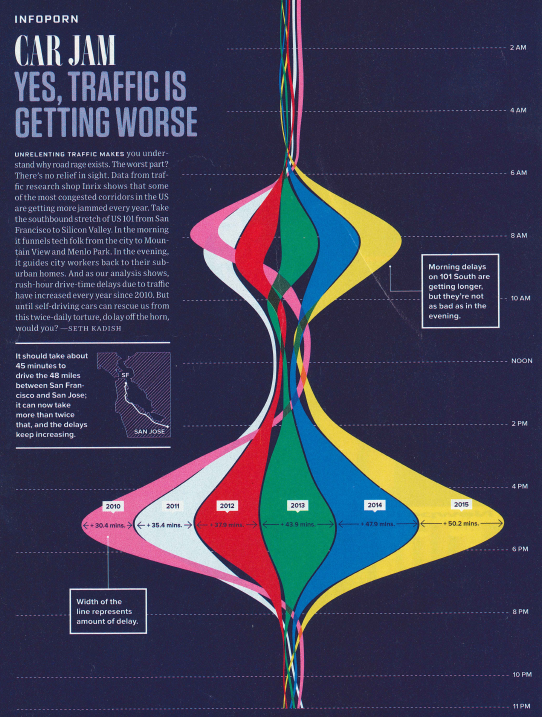 INFOPORN
CAR JAM
YES, TRAFFIC IS
GETTING WORSE
UNRELENTING TRAFFIC MAKES you under-
stand why road rage exists. The worst part?
There's no relief in sight. Data from traf-
fic research shop Inrix shows that some
of the most congested corridors in the US
are getting more jammed every year. Take
the southbound stretch of US 101 from San
Francisco to Silicon Valley. In the morning
it funnels tech folk from the city to Moun-
tain View and Menlo Park. In the evening,
it guides city workers back to their sub-
urban homes. And as our analysis shows,
rush-hour drive-time delays due to traffic
have increased every year since 2010. But
until self-driving cars can rescue us from
this twice-daily torture, do lay off the horn,
would you? —SETH KADISH
It should take about
45 minutes to
drive the 48 miles
between San Fran-
cisco and San Jose;
it can now take
more than twice
that, and the delays
keep increasing.
SF
SAN JOSE
2 AM
4 AM
6 AM
8 AM
Morning delays
on 101 South are
getting longer,
but they're not
as bad as in the
evening.
10 AM
NOON
2 PM
4 PM
2010
2011
2012
2013
2014
2015
+ 30.4 mins.
+ 35.4 mins.
mins.
+ 43.9 mins.
+ 47.9 mins.
+ 50.2 mins.
6 PM
Width of the
line represents
amount of delay.
8 PM
10 PM
11 PM